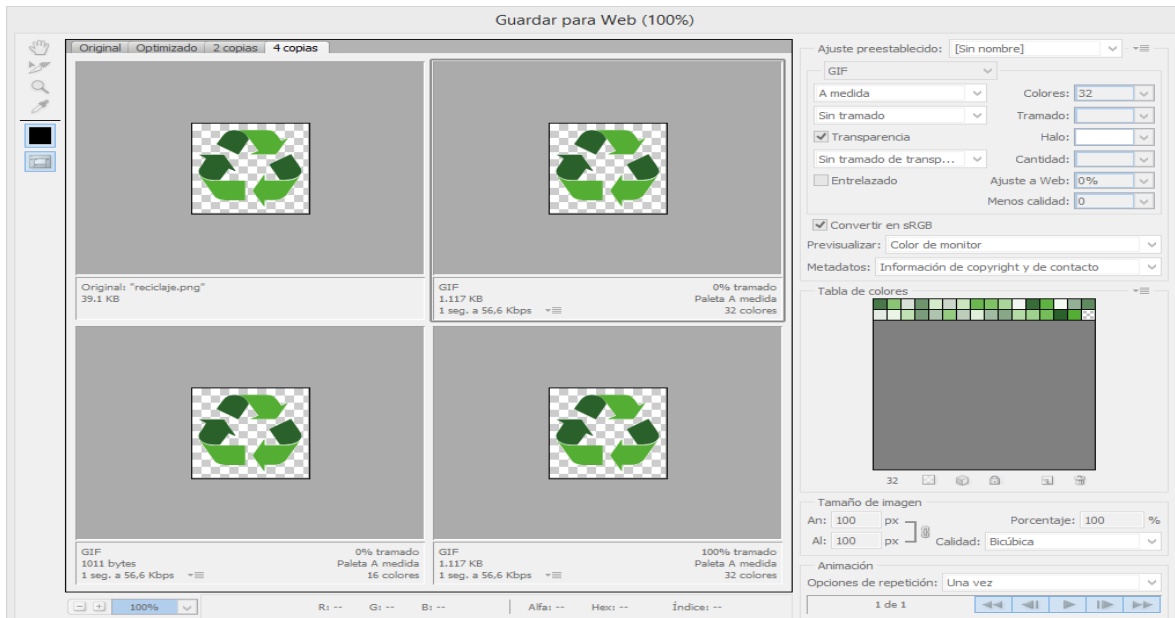 Guardar para Web (100%)
Original Optimizado 2 copias 4 copias
Original: "reciclaje.png"
39.1 KB
GIF 0% tramado
1.117 KB Paleta A medida
1 seg. a 56,6 Kbps 32 colores
GIF 0% tramado
1011 bytes Paleta A medida
1 seg. a 56,6 Kbps 16 colores
GIF 100% tramado
1.117 KB Paleta A medida
1 seg. a 56,6 Kbps 32 colores
100% R: -- G: -- B: -- Alfa: -- Hex: -- Índice: --
Ajuste preestablecido: [Sin nombre]
GIF
A medida Colores: 32
Sin tramado Tramado:
Transparencia Halo:
Sin tramado de transp... Cantidad:
Entrelazado Ajuste a Web: 0%
Menos calidad: 0
Convertir en sRGB
Previsualizar: Color de monitor
Metadatos: Información de copyright y de contacto
Tabla de colores
32
Tamaño de imagen
An: 100 px Porcentaje: 100 %
Al: 100 px Calidad: Bicúbica
Animación
Opciones de repetición: Una vez
1 de 1